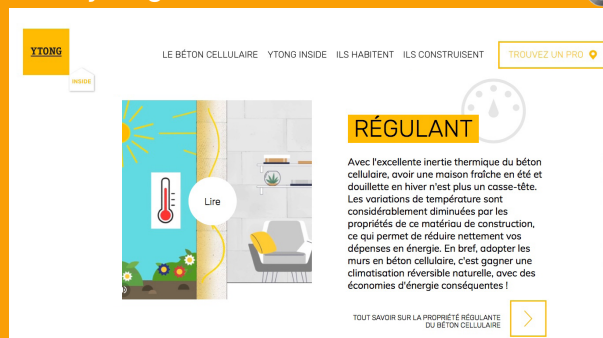 YTONG
INSIDE
LE BÉTON CELLULAIRE YTONG INSIDE ILS HABITENT ILS CONSTRUISENT TROUVEZ UN PRO
Lire
RÉGULANT
Avec l'excellente inertie thermique du béton
cellulaire, avoir une maison fraîche en été et
douillette en hiver n'est plus un casse-tête.
Les variations de température sont
considérablement diminuées par les
propriétés de ce matériau de construction,
ce qui permet de réduire nettement vos
dépenses en énergie. En bref, adopter les
murs en béton cellulaire, c'est gagner une
climatisation réversible naturelle, avec des
économies d'énergie conséquentes !
TOUT SAVOIR SUR LA PROPRIÉTÉ RÉGULANTE
DU BÉTON CELLULAIRE